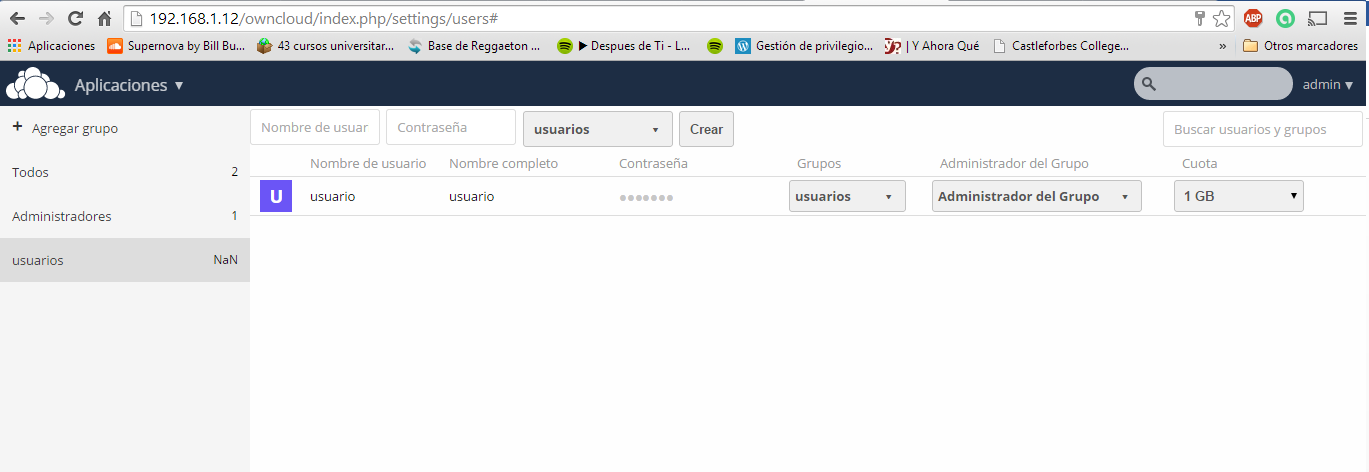 192.168.1.12/owncloud/index.php/settings/users#
ABP
Aplicaciones Supernova by Bill Bu... 43 cursos universitar... Base de Reggaeton ... ▶ Despues de Ti - L... Gestión de privilegio... | Y Ahora Qué Castleforbes College... » Otros marcadores
Aplicaciones ▼ admin ▼
+ Agregar grupo Nombre de usuar Contraseña usuarios Crear Buscar usuarios y grupos
Nombre de usuario Nombre completo Contraseña Grupos Administrador del Grupo Cuota
Todos 2
U usuario usuario ●●●●●●● usuarios Administrador del Grupo 1 GB
Administradores 1
usuarios NaN